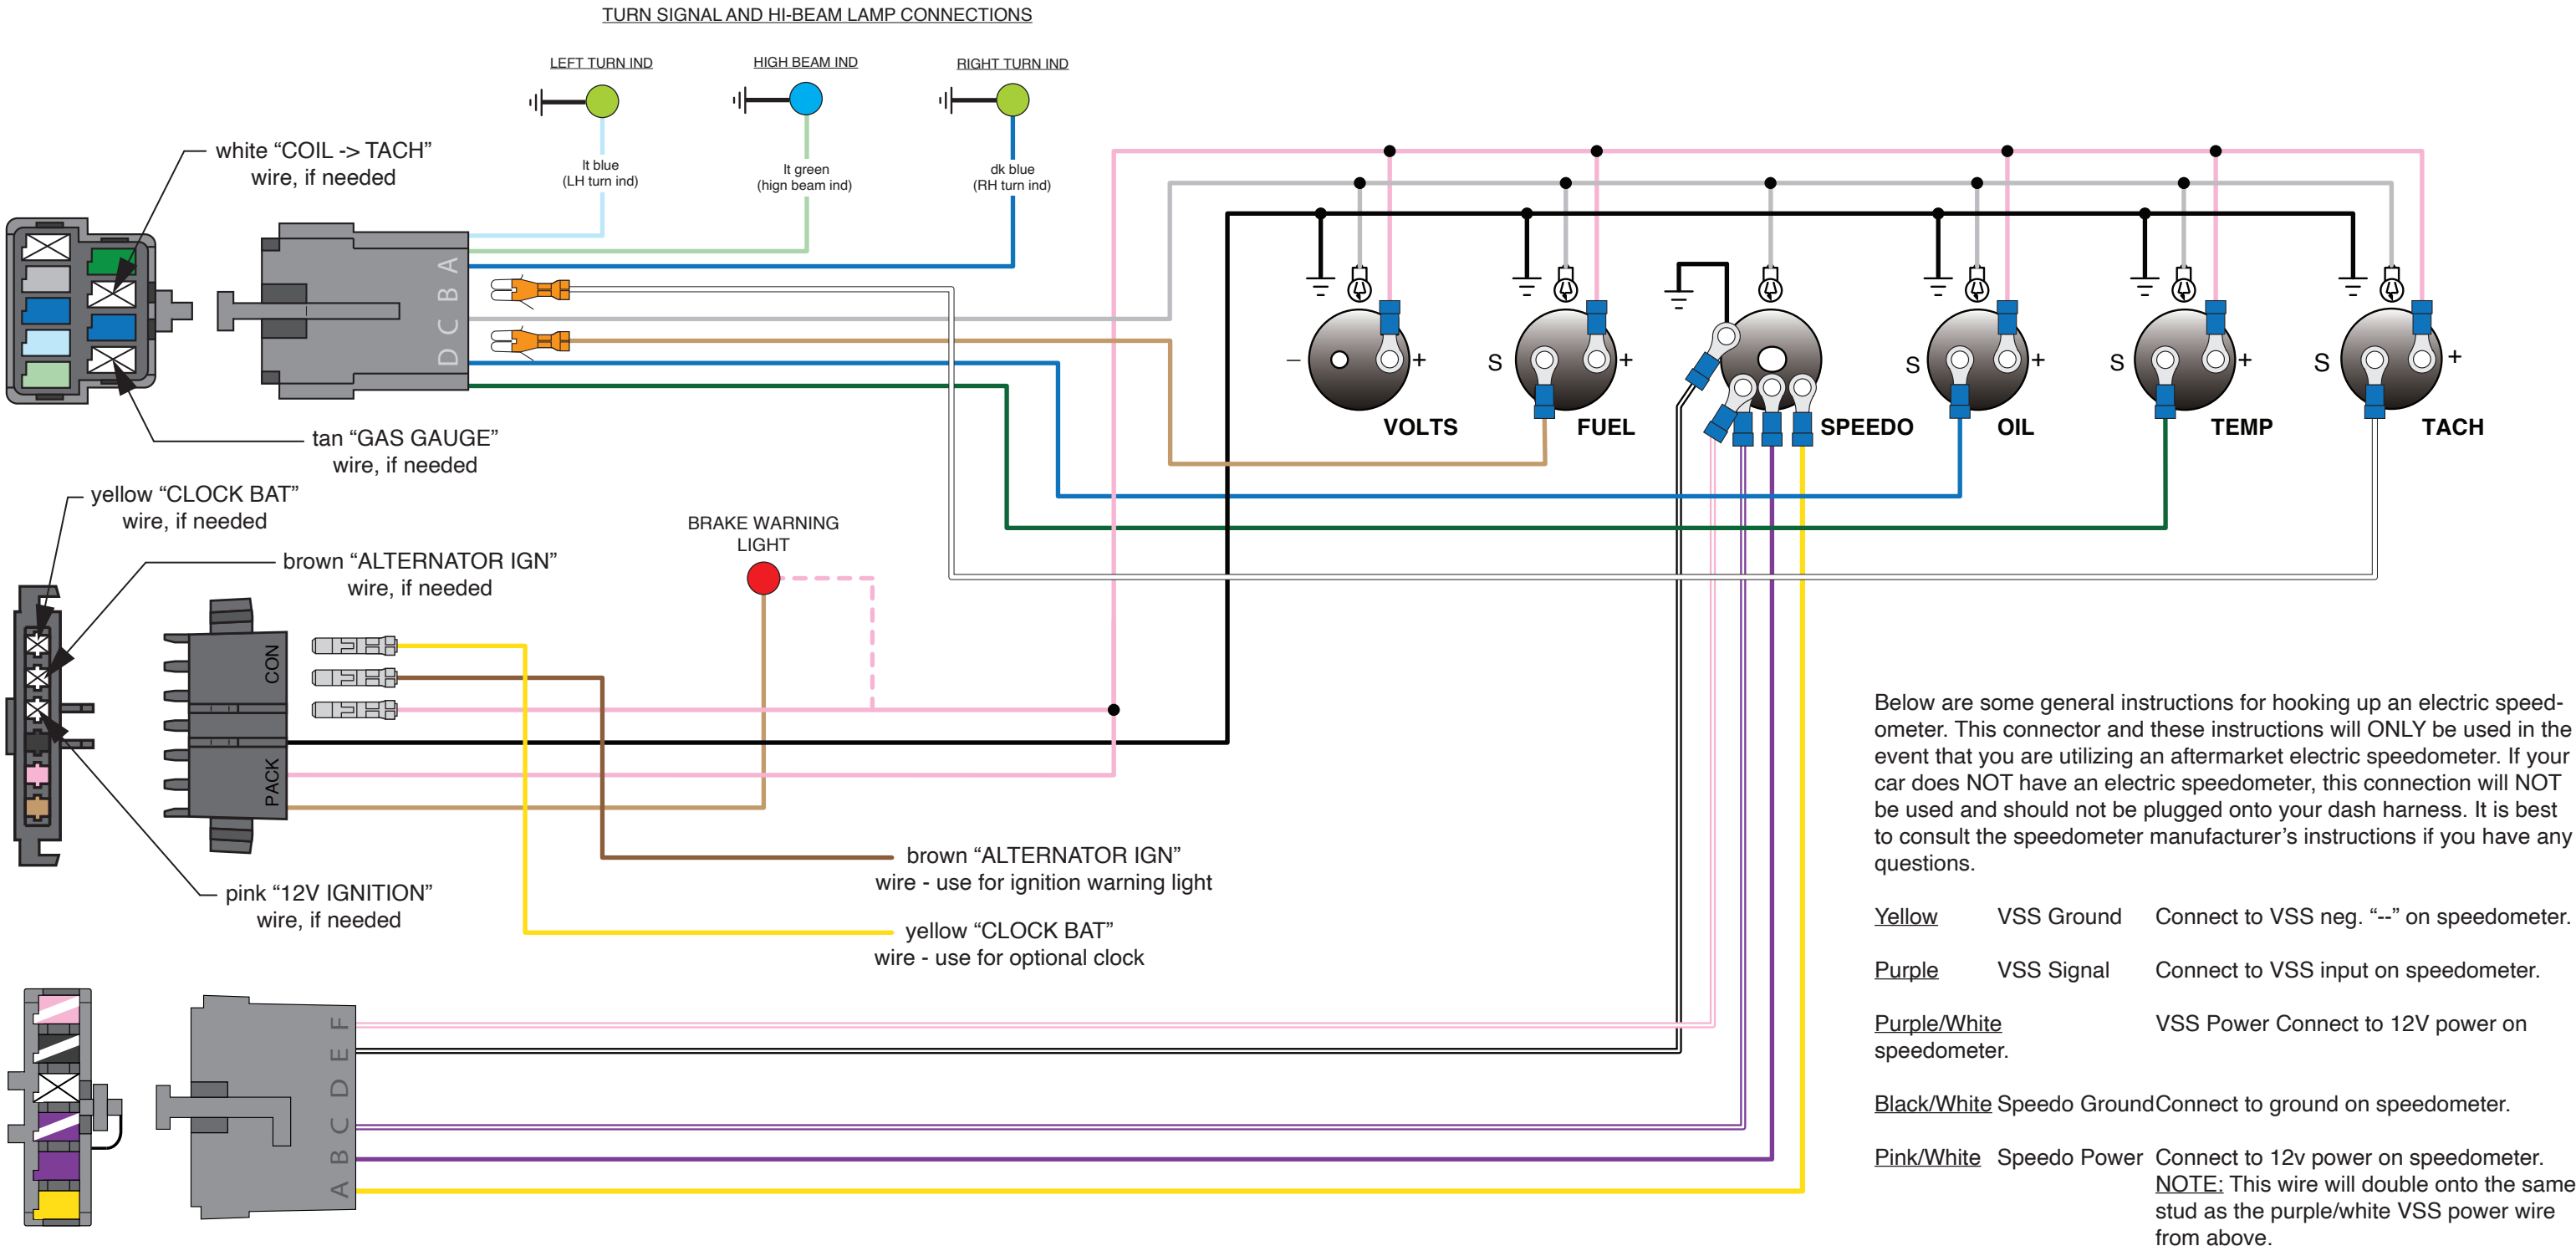 TURN SIGNAL AND HI-BEAM LAMP CONNECTIONS
LEFT TURN IND
HIGH BEAM IND
RIGHT TURN IND
lt blue
(LH turn ind)
lt green
(hign beam ind)
dk blue
(RH turn ind)
white “COIL -> TACH”
wire, if needed
D C B A
tan “GAS GAUGE”
wire, if needed
–
+
VOLTS
S
+
FUEL
SPEEDO
S
+
OIL
S
+
TEMP
S
+
TACH
yellow “CLOCK BAT”
wire, if needed
brown “ALTERNATOR IGN”
wire, if needed
BRAKE WARNING
LIGHT
CON
PACK
pink “12V IGNITION”
wire, if needed
brown “ALTERNATOR IGN”
wire - use for ignition warning light
yellow “CLOCK BAT”
wire - use for optional clock
A B C D E F
Below are some general instructions for hooking up an electric speed-
ometer. This connector and these instructions will ONLY be used in the
event that you are utilizing an aftermarket electric speedometer. If your
car does NOT have an electric speedometer, this connection will NOT
be used and should not be plugged onto your dash harness. It is best
to consult the speedometer manufacturer’s instructions if you have any
questions.
Yellow VSS Ground Connect to VSS neg. “--” on speedometer.
Purple VSS Signal Connect to VSS input on speedometer.
Purple/White VSS Power Connect to 12V power on
speedometer.
Black/White Speedo Ground Connect to ground on speedometer.
Pink/White Speedo Power Connect to 12v power on speedometer.
NOTE: This wire will double onto the same
stud as the purple/white VSS power wire
from above.